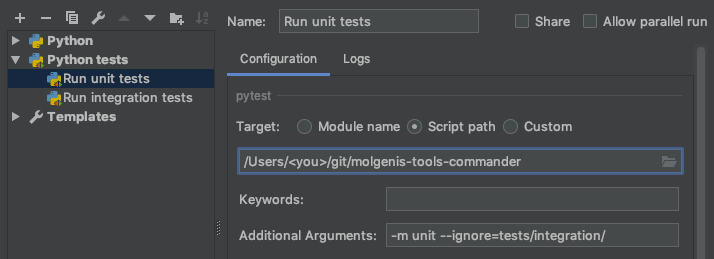 Name: Run unit tests Share Allow parallel run
Python
Python tests
Run unit tests
Run integration tests
Templates
Configuration Logs
pytest
Target: Module name Script path Custom
/Users/<you>/git/molgenis-tools-commander
Keywords:
Additional Arguments: -m unit --ignore=tests/integration/